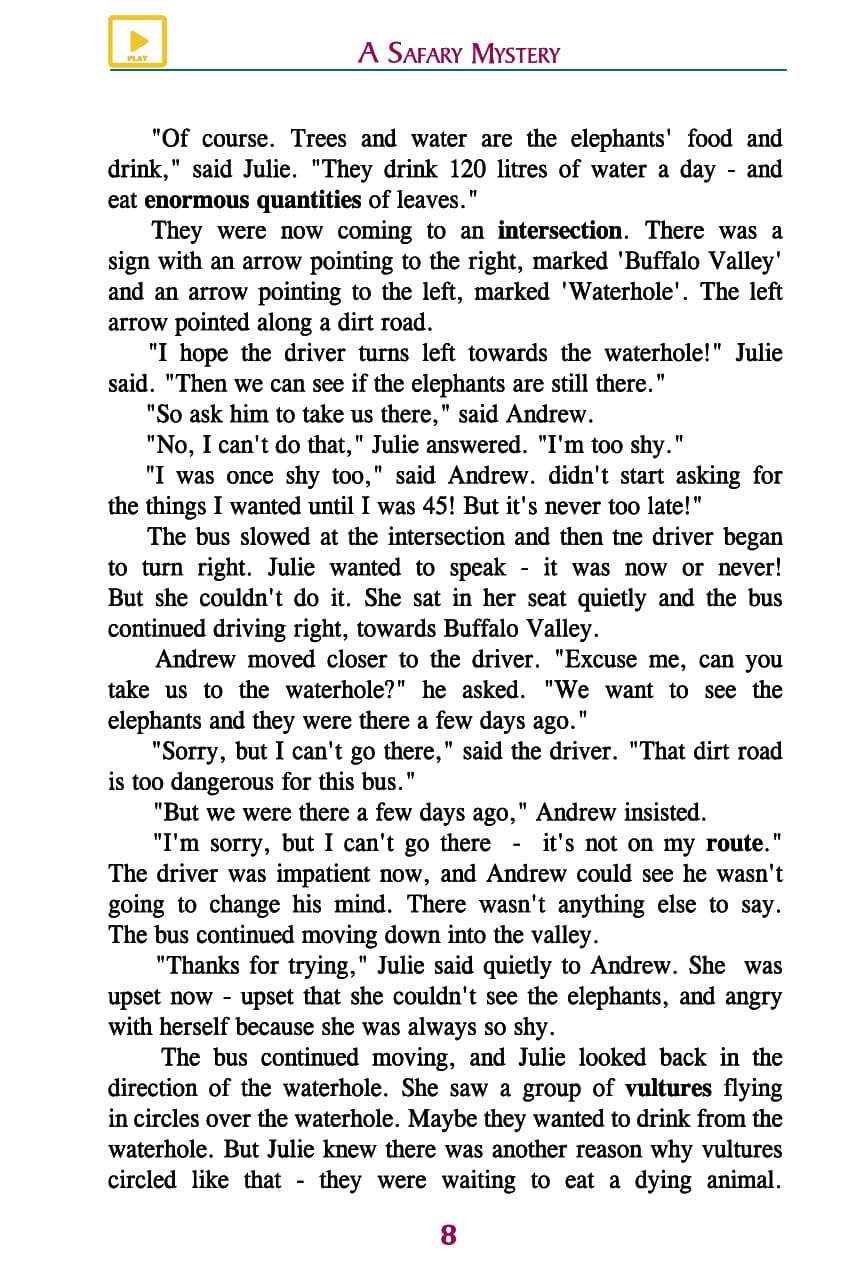 PLAY
A SAFARY MYSTERY
"Of course. Trees and water are the elephants' food and
drink," said Julie. "They drink 120 litres of water a day - and
eat enormous quantities of leaves."
They were now coming to an intersection. There was a
sign with an arrow pointing to the right, marked 'Buffalo Valley'
and an arrow pointing to the left, marked 'Waterhole'. The left
arrow pointed along a dirt road.
"I hope the driver turns left towards the waterhole!" Julie
said. "Then we can see if the elephants are still there."
"So ask him to take us there," said Andrew.
"No, I can't do that," Julie answered. "I'm too shy."
"I was once shy too," said Andrew. didn't start asking for
the things I wanted until I was 45! But it's never too late!"
The bus slowed at the intersection and then tne driver began
to turn right. Julie wanted to speak - it was now or never!
But she couldn't do it. She sat in her seat quietly and the bus
continued driving right, towards Buffalo Valley.
Andrew moved closer to the driver. "Excuse me, can you
take us to the waterhole?" he asked. "We want to see the
elephants and they were there a few days ago."
"Sorry, but I can't go there," said the driver. "That dirt road
is too dangerous for this bus."
"But we were there a few days ago," Andrew insisted.
"I'm sorry, but I can't go there - it's not on my route."
The driver was impatient now, and Andrew could see he wasn't
going to change his mind. There wasn't anything else to say.
The bus continued moving down into the valley.
"Thanks for trying," Julie said quietly to Andrew. She was
upset now - upset that she couldn't see the elephants, and angry
with herself because she was always so shy.
The bus continued moving, and Julie looked back in the
direction of the waterhole. She saw a group of vultures flying
in circles over the waterhole. Maybe they wanted to drink from the
waterhole. But Julie knew there was another reason why vultures
circled like that - they were waiting to eat a dying animal.
8